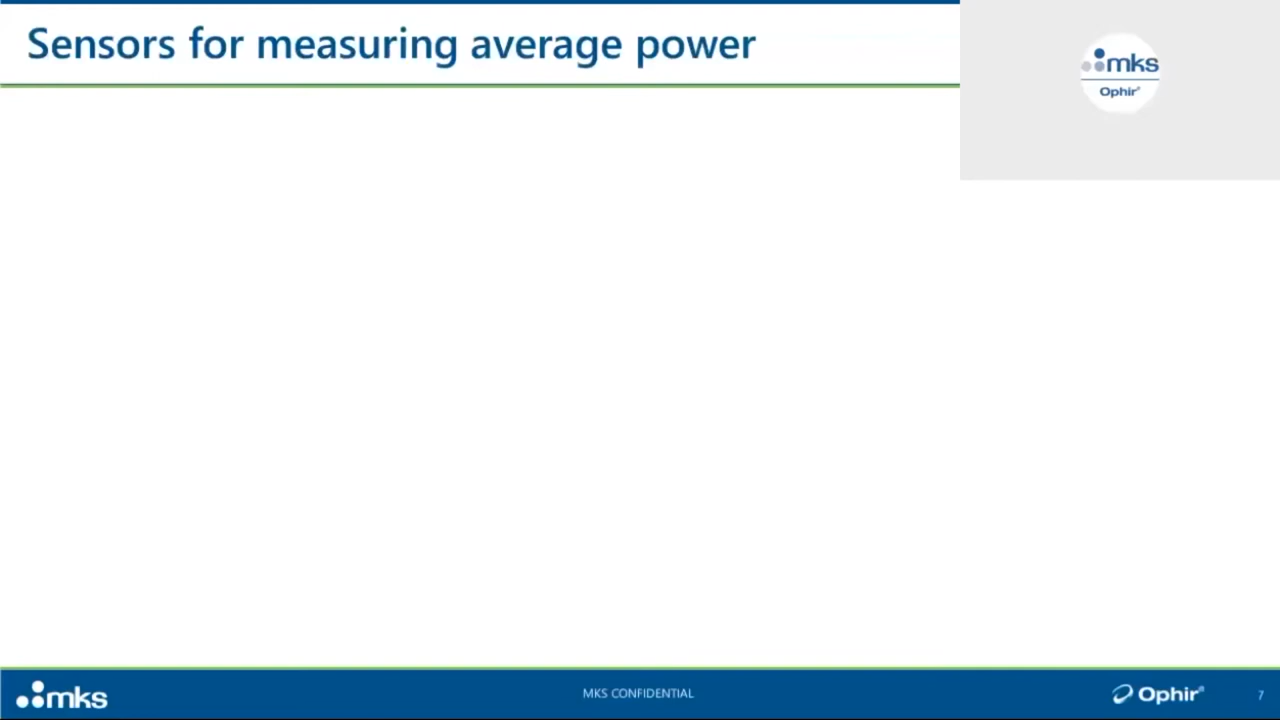 Sensors for measuring average power
mks
Ophir®
mks
MKS CONFIDENTIAL
Ophir®
7